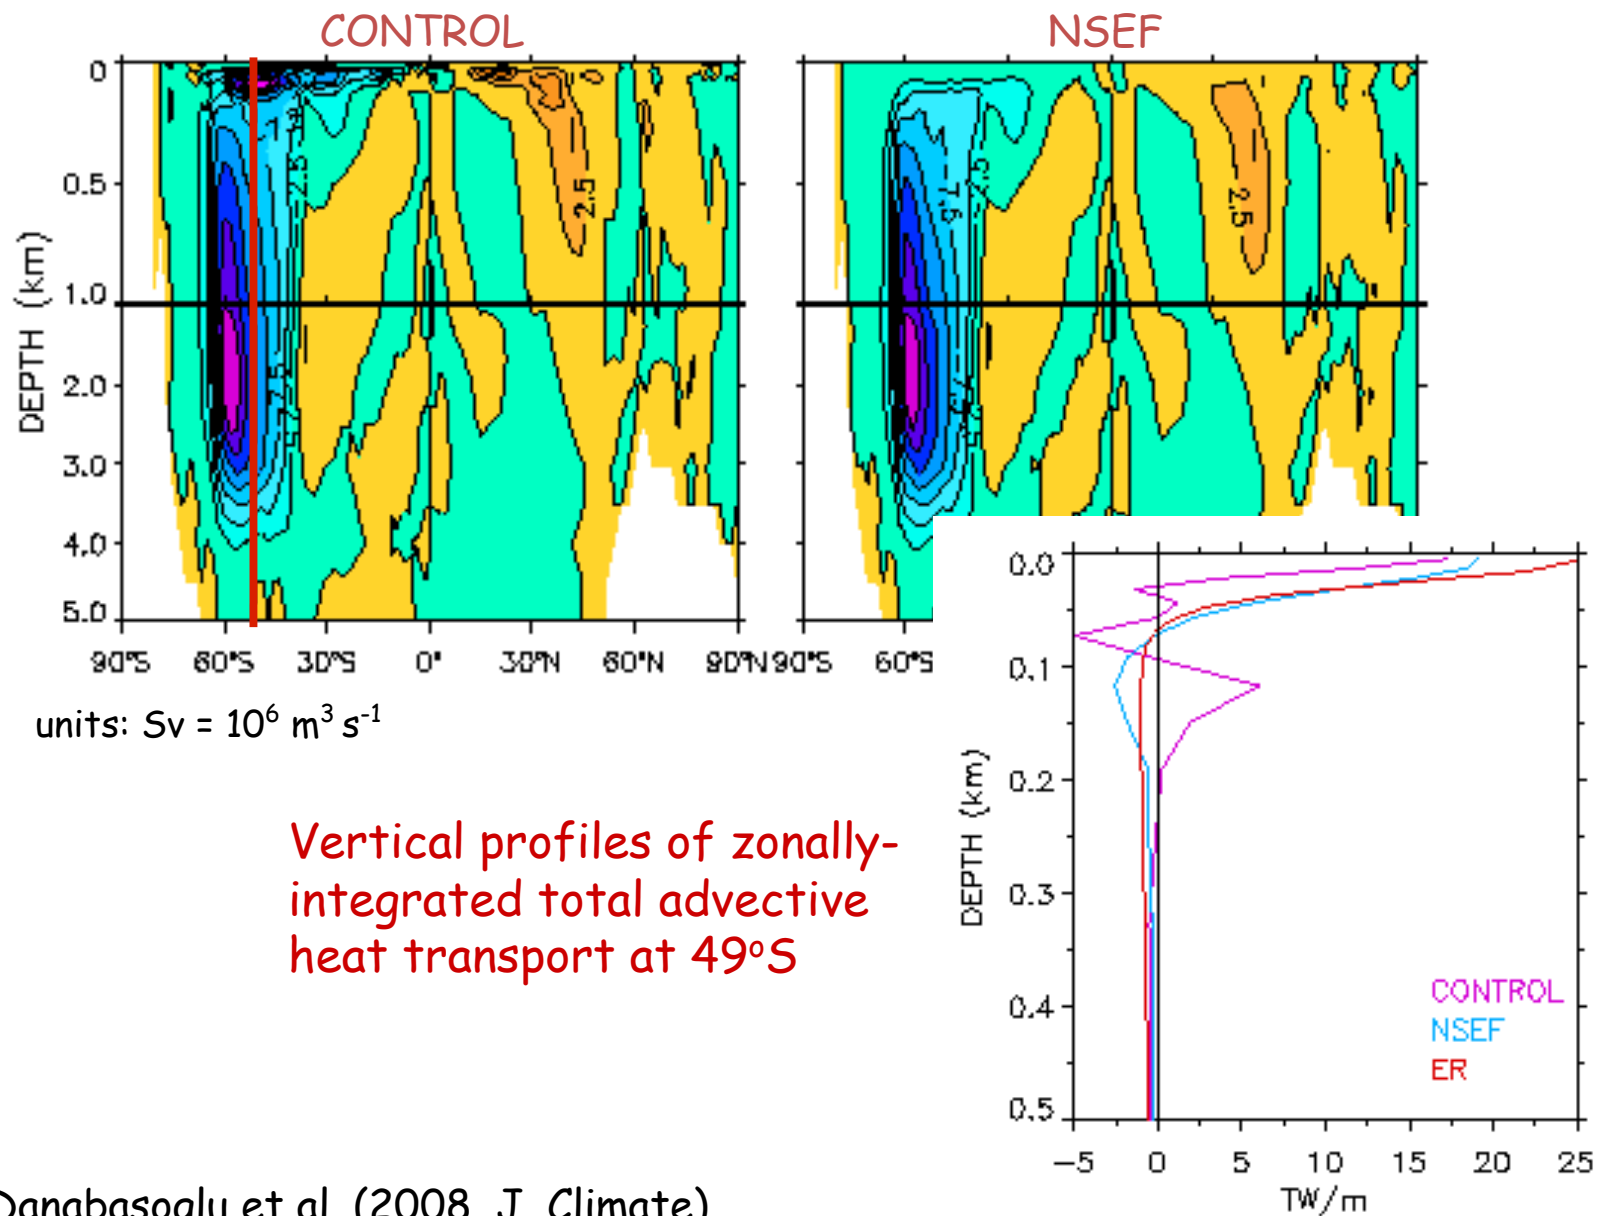 CONTROL
NSEF
0
0.5
1.0
2.0
3.0
4.0
5.0
DEPTH (km)
-2.5
2.5
-7.5
2.5
90°S 60°S 30°S 0° 30°N 60°N 90°N 90°S 60°S
units: Sv = 10⁶ m³ s⁻¹
Vertical profiles of zonally-
integrated total advective
heat transport at 49°S
0.0
0.1
0.2
0.3
0.4
0.5
DEPTH (km)
CONTROL
NSEF
ER
-5 0 5 10 15 20 25
TW/m
Danabasoglu et al. (2008, J. Climate)